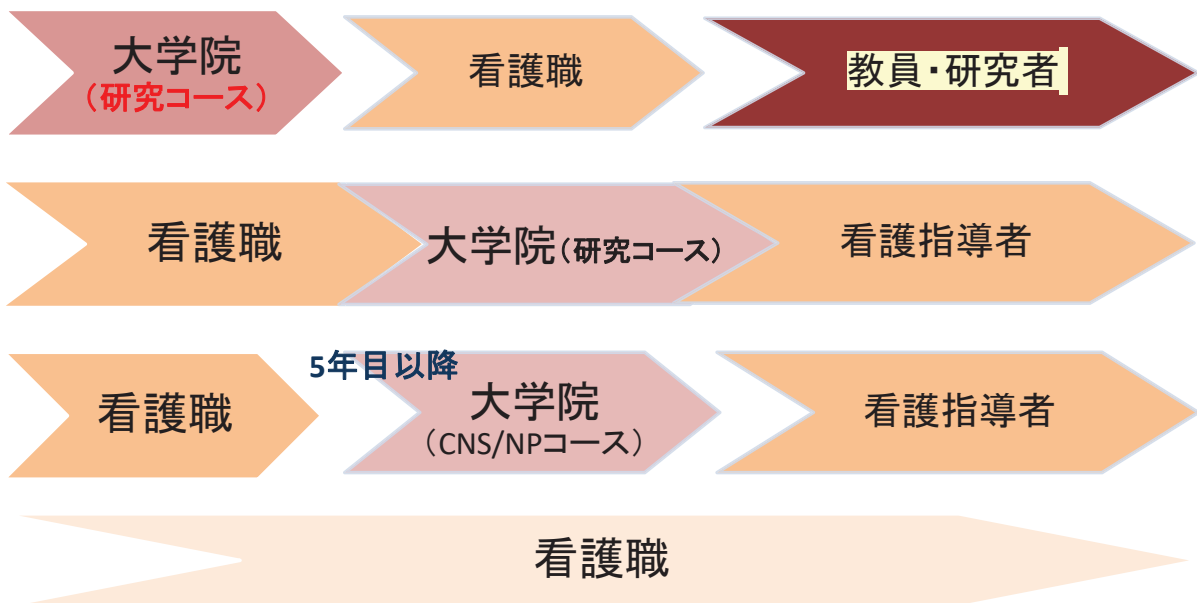 大学院
（研究コース）
看護職
教員・研究者
看護職
大学院（研究コース）
看護指導者
看護職
5年目以降
大学院
（CNS/NPコース）
看護指導者
看護職